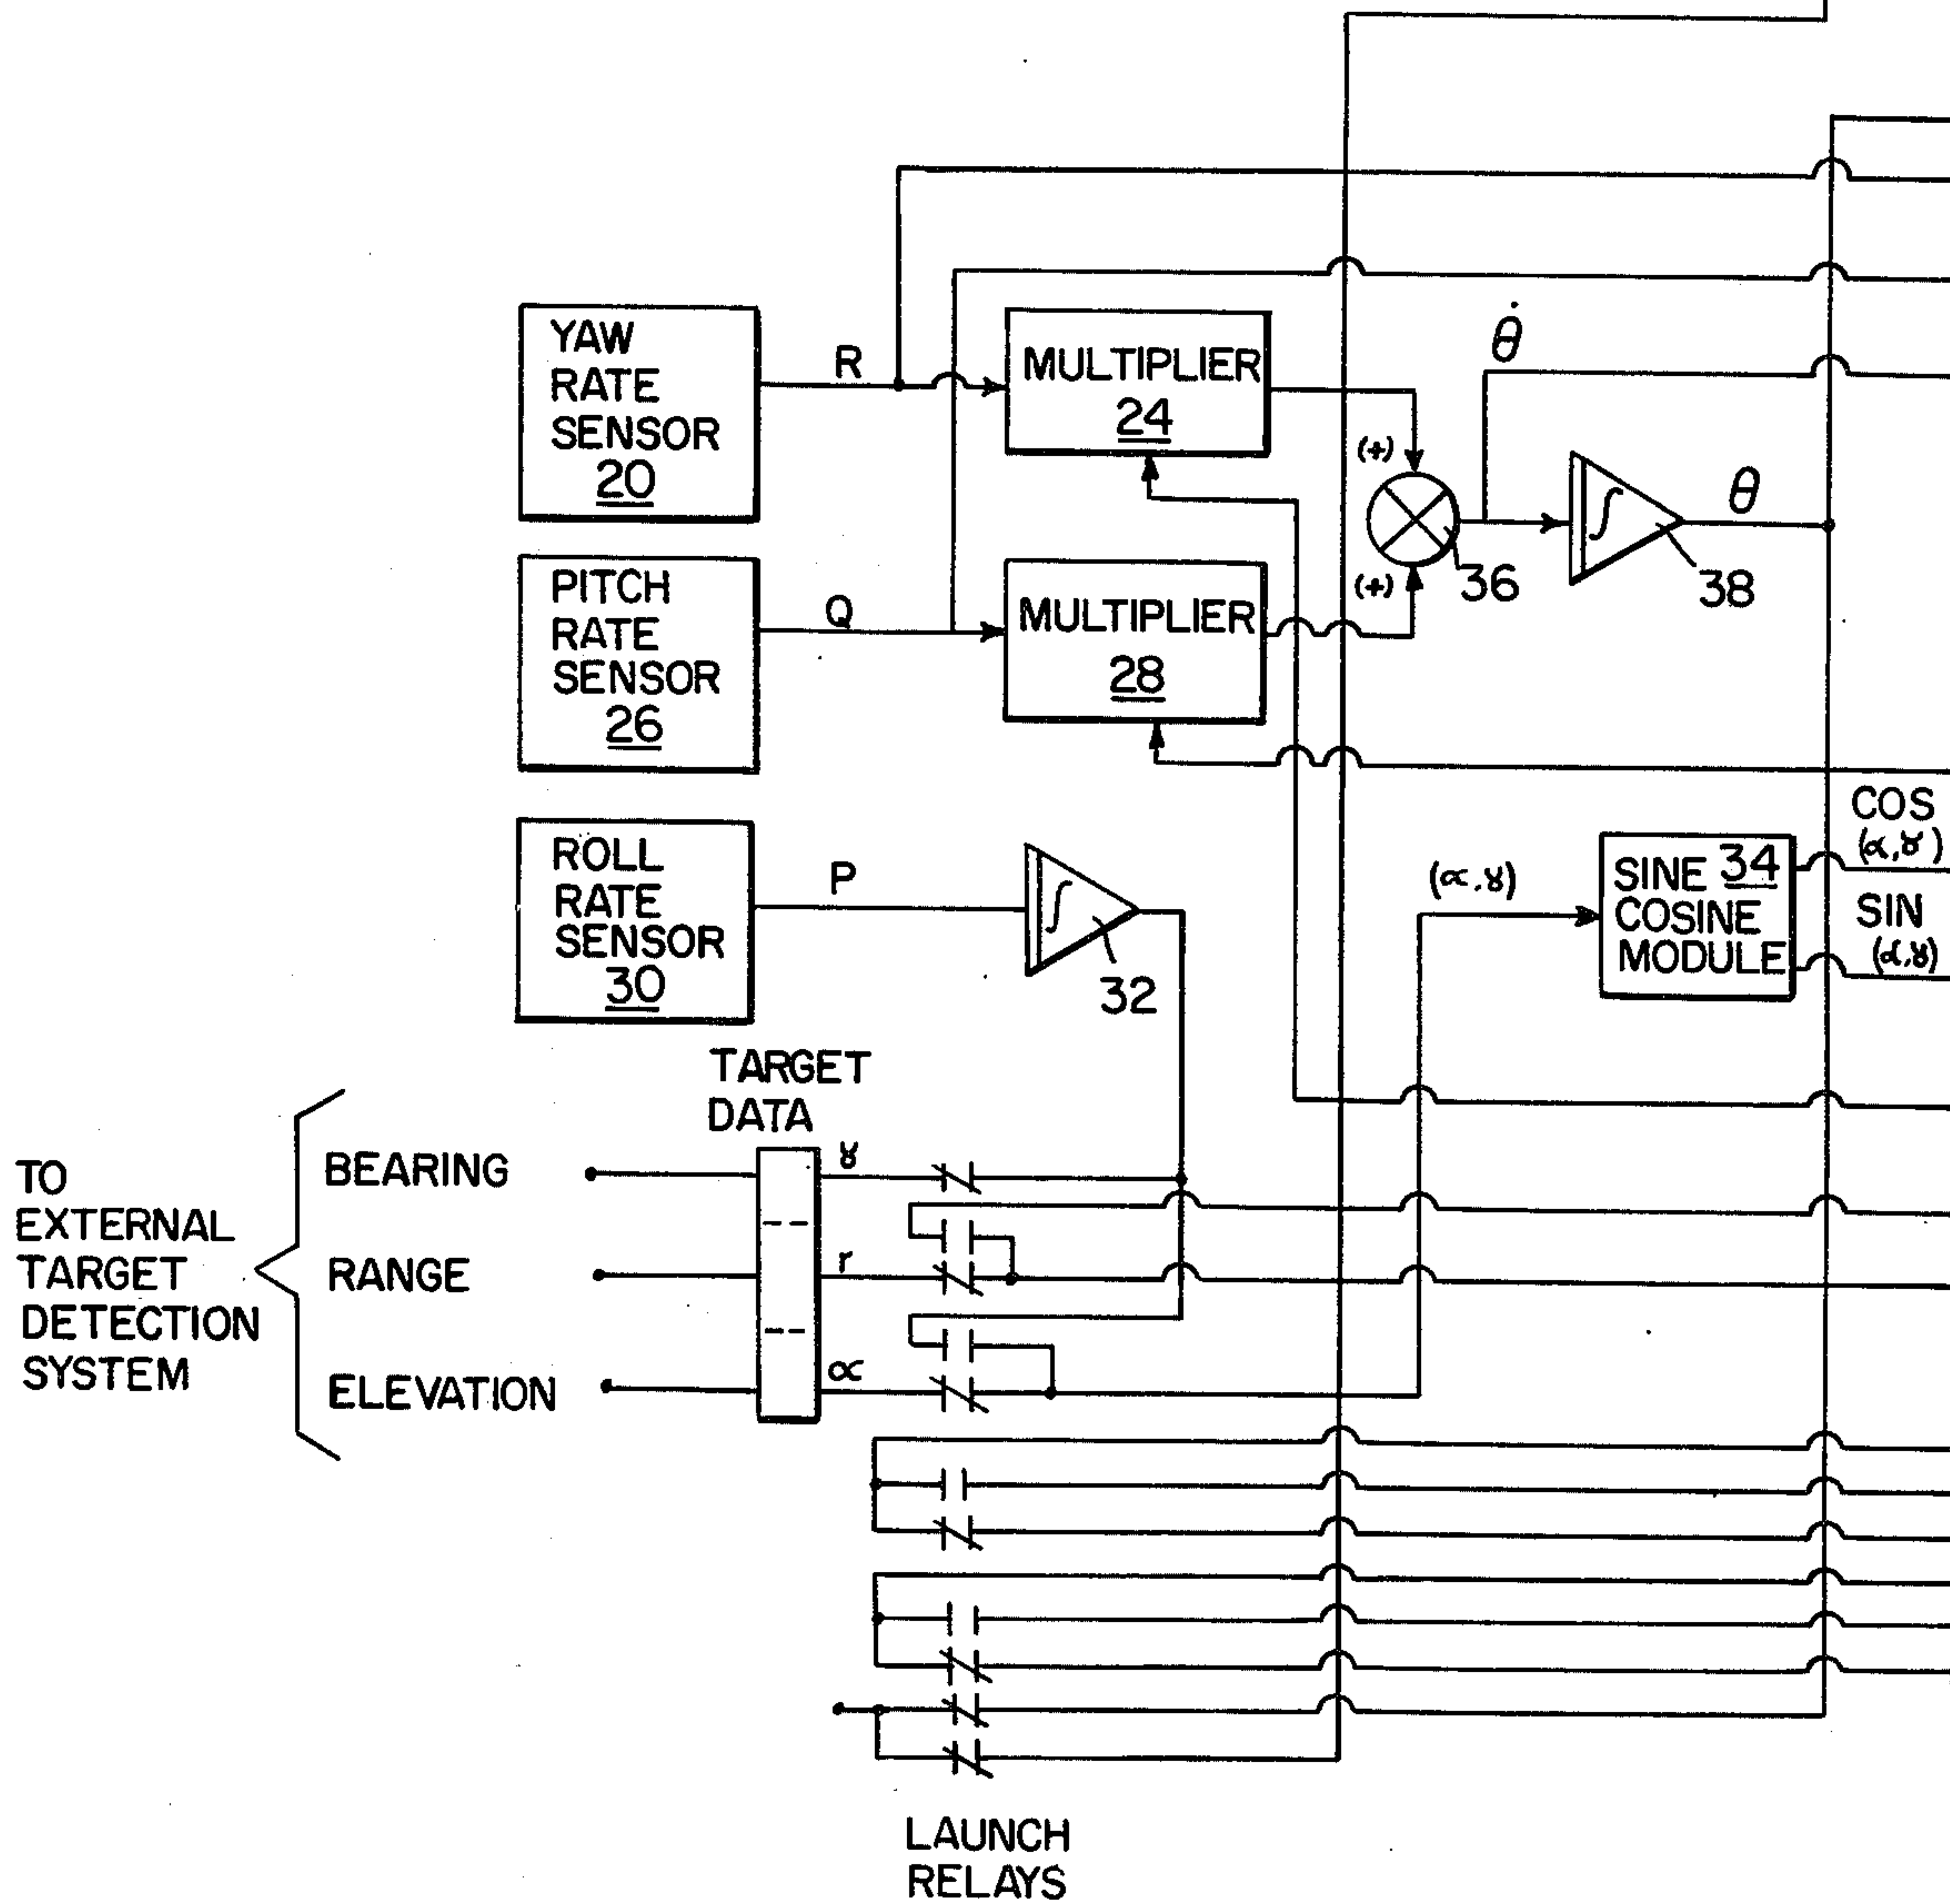 YAW
RATE
SENSOR
20
R
MULTIPLIER
24
(+)
θ̇
θ
36
38
PITCH
RATE
SENSOR
26
Q
MULTIPLIER
28
(+)
ROLL
RATE
SENSOR
30
P
∫
32
∫
(α,γ)
SINE 34
COSINE
MODULE
COS
(α,γ)
SIN
(α,γ)
TARGET
DATA
TO
EXTERNAL
TARGET
DETECTION
SYSTEM
BEARING
γ
RANGE
r
ELEVATION
α
LAUNCH
RELAYS